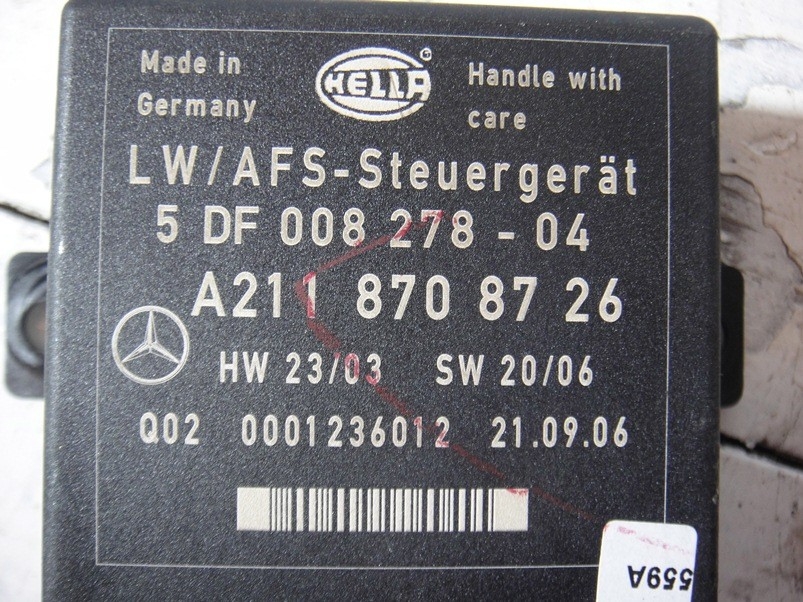 Made in
Germany
HELLA
®
Handle with
care
LW/AFS-Steuergerät
5 DF 008 278 - 04
A211 870 87 26
HW 23/03 SW 20/06
Q02 0001236012 21.09.06
559A